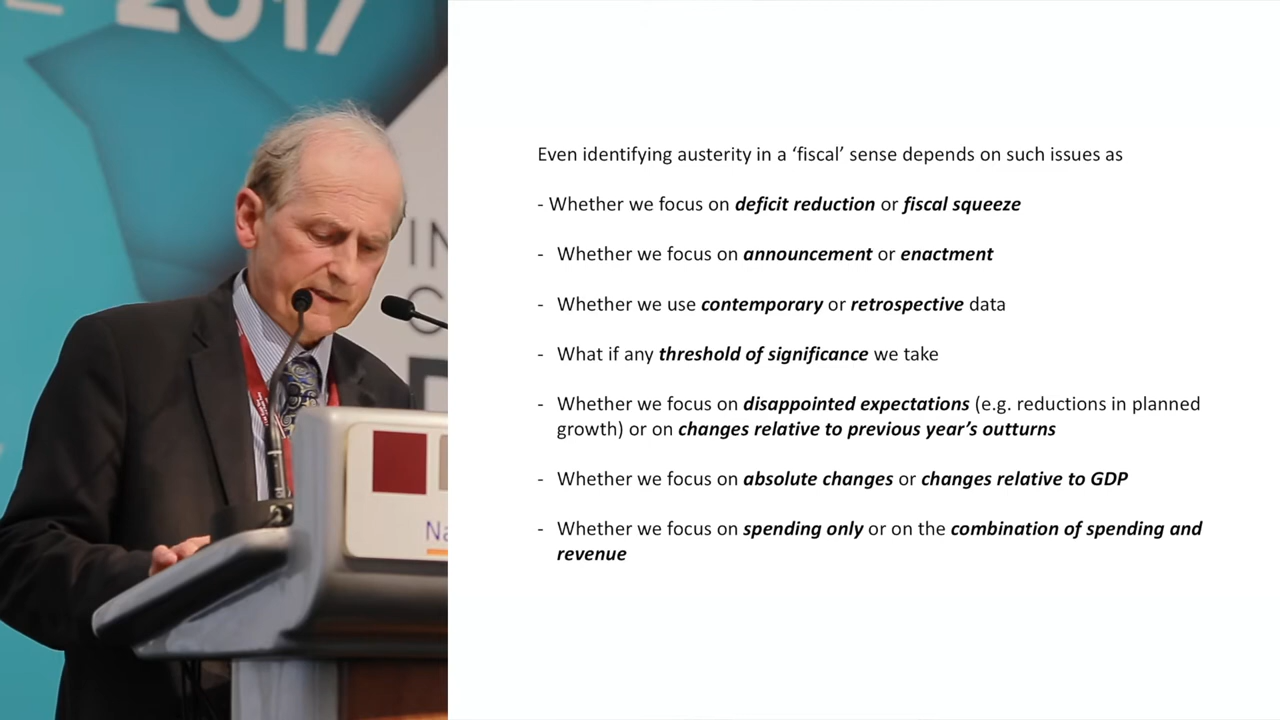 2017
IN
C
Na
Even identifying austerity in a ‘fiscal’ sense depends on such issues as
- Whether we focus on deficit reduction or fiscal squeeze
- Whether we focus on announcement or enactment
- Whether we use contemporary or retrospective data
- What if any threshold of significance we take
- Whether we focus on disappointed expectations (e.g. reductions in planned
growth) or on changes relative to previous year’s outturns
- Whether we focus on absolute changes or changes relative to GDP
- Whether we focus on spending only or on the combination of spending and
revenue